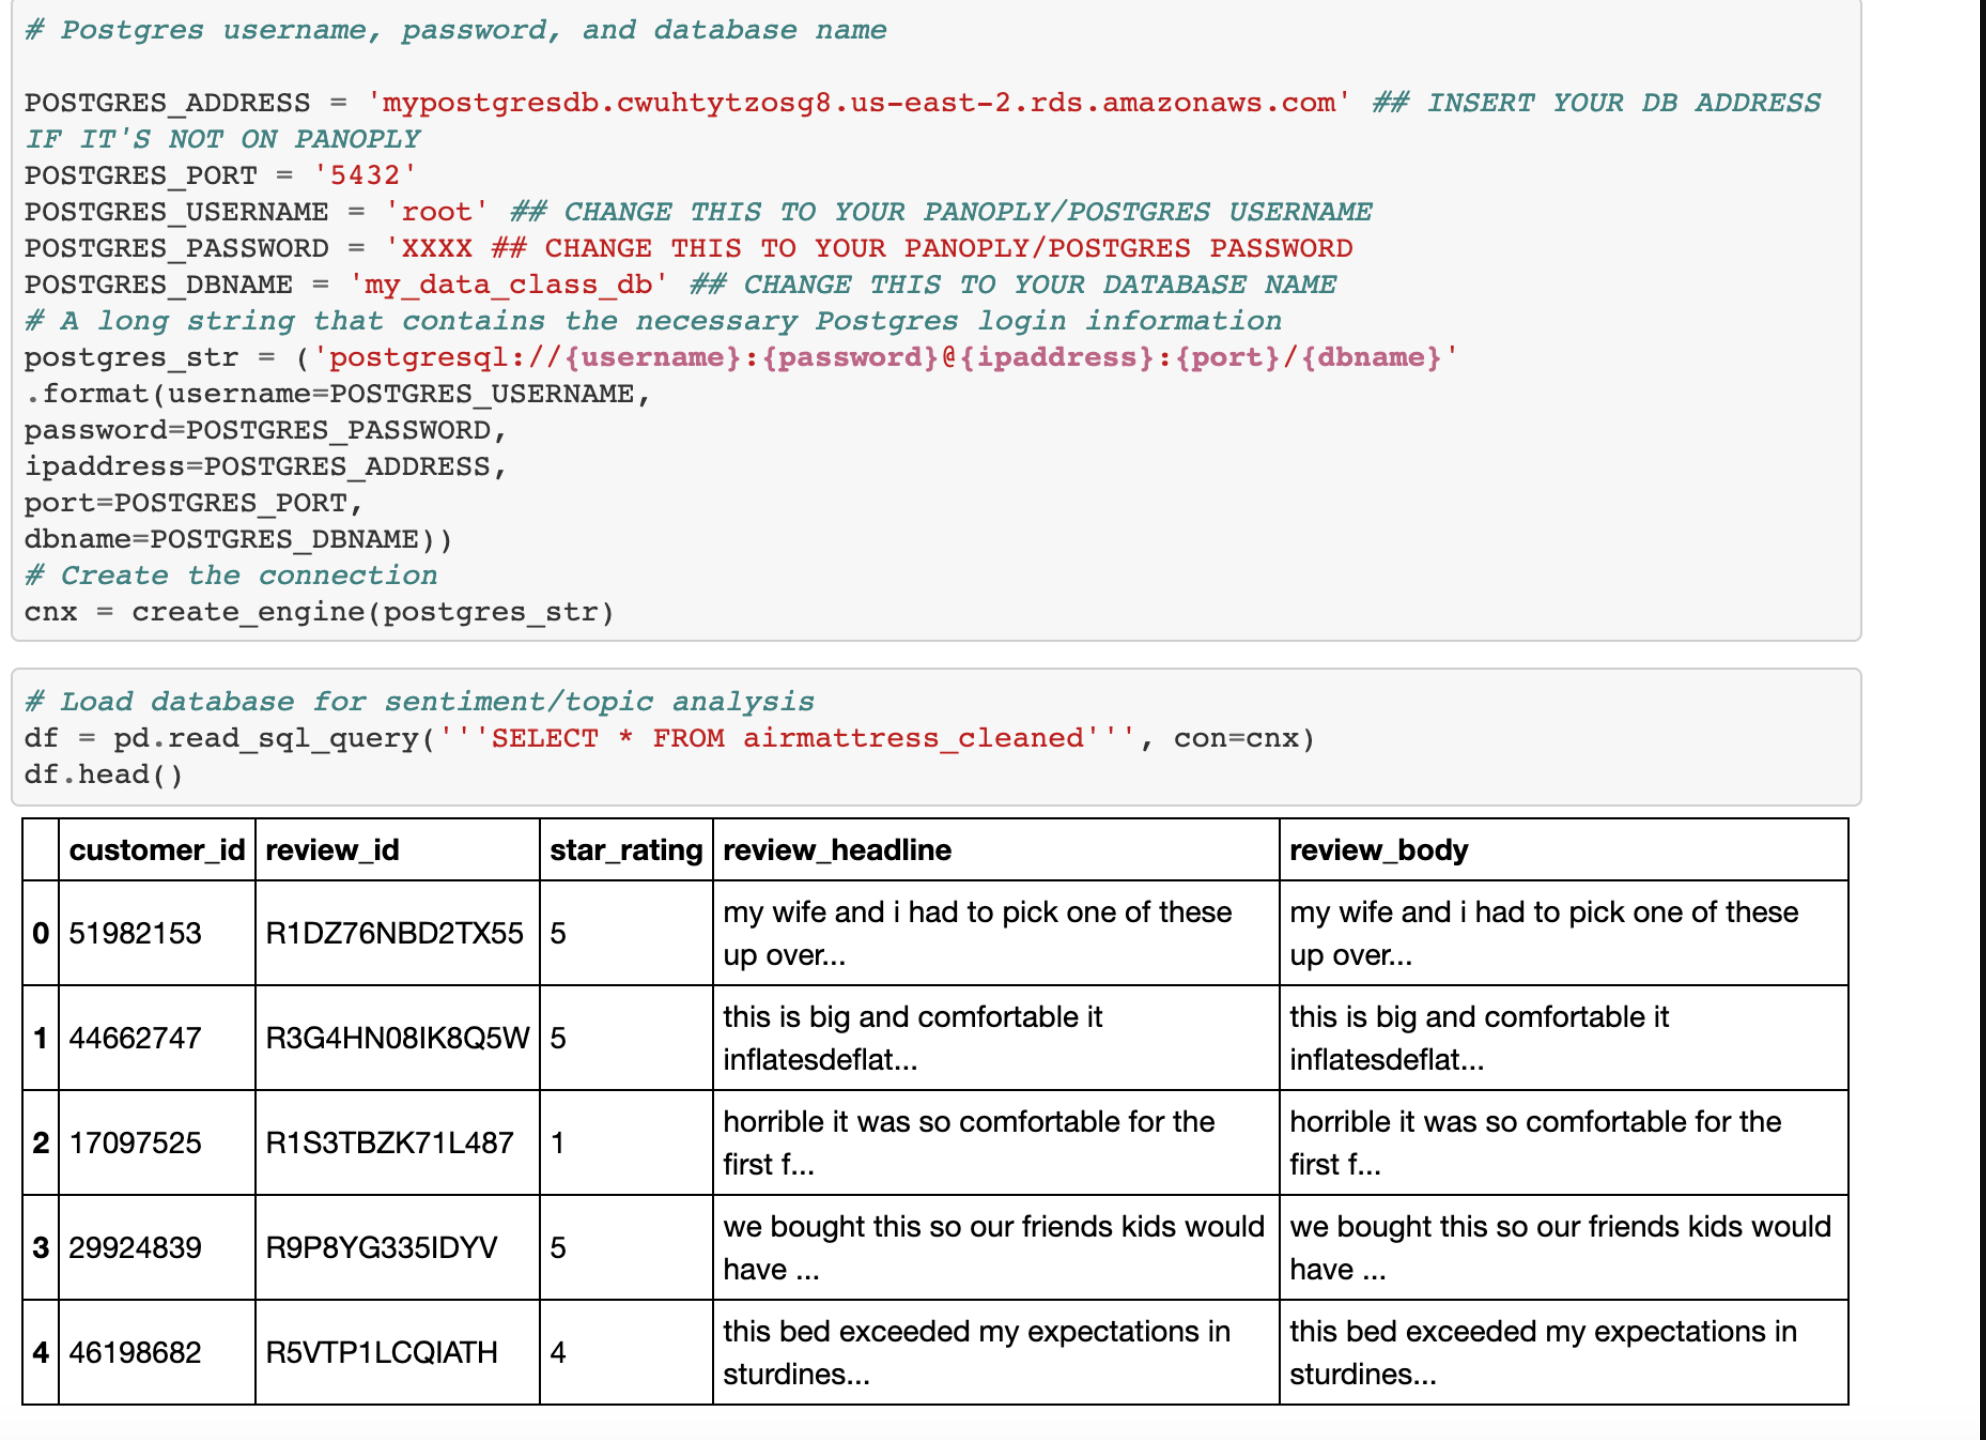 # Postgres username, password, and database name
POSTGRES_ADDRESS = 'mypostgresdb.cwuhtytzosg8.us-east-2.rds.amazonaws.com' ## INSERT YOUR DB ADDRESS
IF IT'S NOT ON PANOPLY
POSTGRES_PORT = '5432'
POSTGRES_USERNAME = 'root' ## CHANGE THIS TO YOUR PANOPLY/POSTGRES USERNAME
POSTGRES_PASSWORD = 'XXXX ## CHANGE THIS TO YOUR PANOPLY/POSTGRES PASSWORD
POSTGRES_DBNAME = 'my_data_class_db' ## CHANGE THIS TO YOUR DATABASE NAME
# A long string that contains the necessary Postgres login information
postgres_str = ('postgresql://{username}:{password}@{ipaddress}:{port}/{dbname}'
.format(username=POSTGRES_USERNAME,
password=POSTGRES_PASSWORD,
ipaddress=POSTGRES_ADDRESS,
port=POSTGRES_PORT,
dbname=POSTGRES_DBNAME))
# Create the connection
cnx = create_engine(postgres_str)
# Load database for sentiment/topic analysis
df = pd.read_sql_query('''SELECT * FROM airmattress_cleaned''', con=cnx)
df.head()
customer_id review_id star_rating review_headline review_body
0 51982153 R1DZ76NBD2TX55 5 my wife and i had to pick one of these up over... my wife and i had to pick one of these up over...
1 44662747 R3G4HN08IK8Q5W 5 this is big and comfortable it inflatesdeflat... this is big and comfortable it inflatesdeflat...
2 17097525 R1S3TBZK71L487 1 horrible it was so comfortable for the first f... horrible it was so comfortable for the first f...
3 29924839 R9P8YG335IDYV 5 we bought this so our friends kids would have ... we bought this so our friends kids would have ...
4 46198682 R5VTP1LCQIATH 4 this bed exceeded my expectations in sturdines... this bed exceeded my expectations in sturdines...